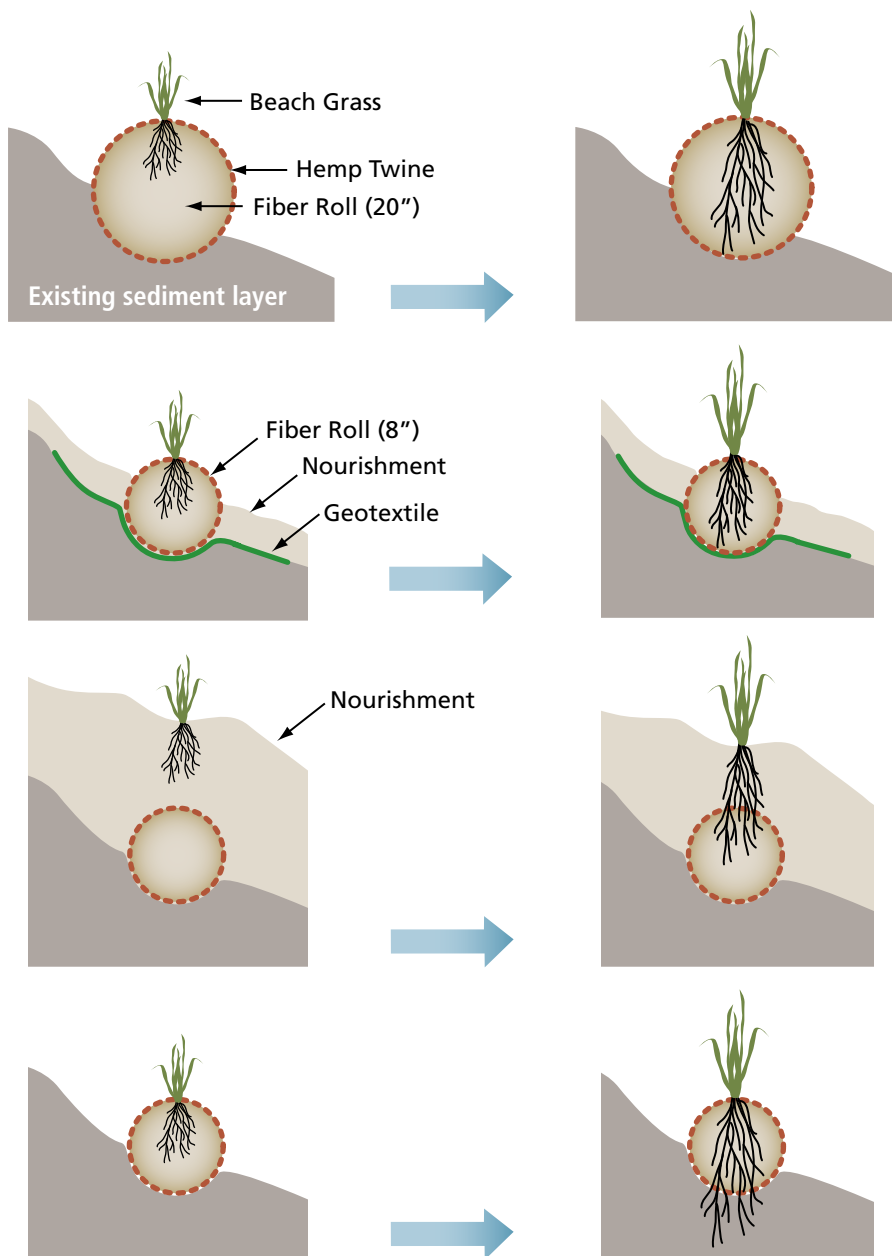 Beach Grass
Hemp Twine
Fiber Roll (20”)
Existing sediment layer
Fiber Roll (8”)
Nourishment
Geotextile
Nourishment